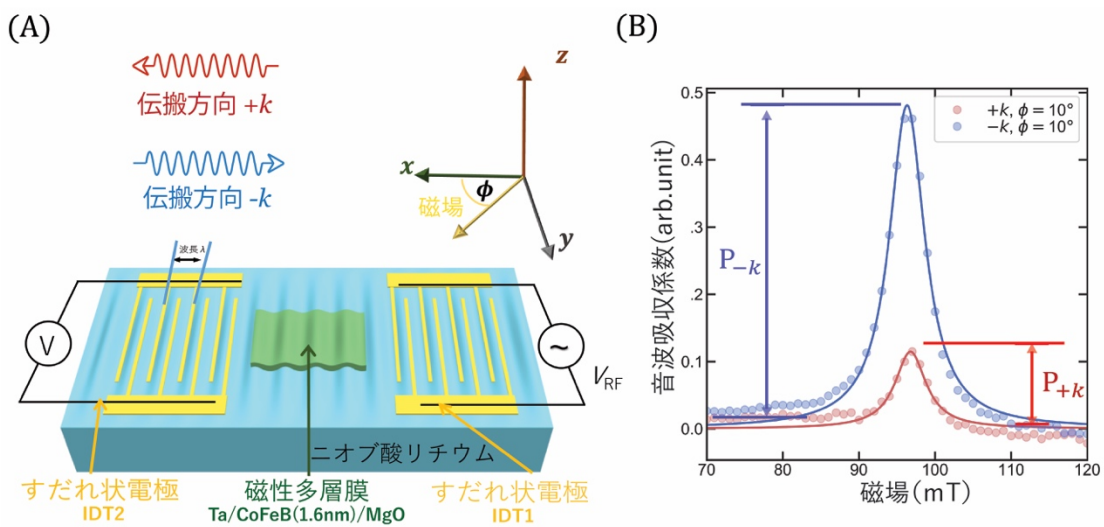 (A)
伝搬方向 +k
伝搬方向 -k
z
x
ϕ
磁場
y
波長 λ
V
~
V_RF
ニオブ酸リチウム
すだれ状電極
IDT2
磁性多層膜
Ta/CoFeB(1.6nm)/MgO
すだれ状電極
IDT1
(B)
音波吸収係数(arb.unit)
0.5
0.4
.3
.2
0.1
0.0
+k, ϕ = 10°
−k, ϕ = 10°
P₋k
P₊k
70
80
90
100
110
120
磁場(mT)